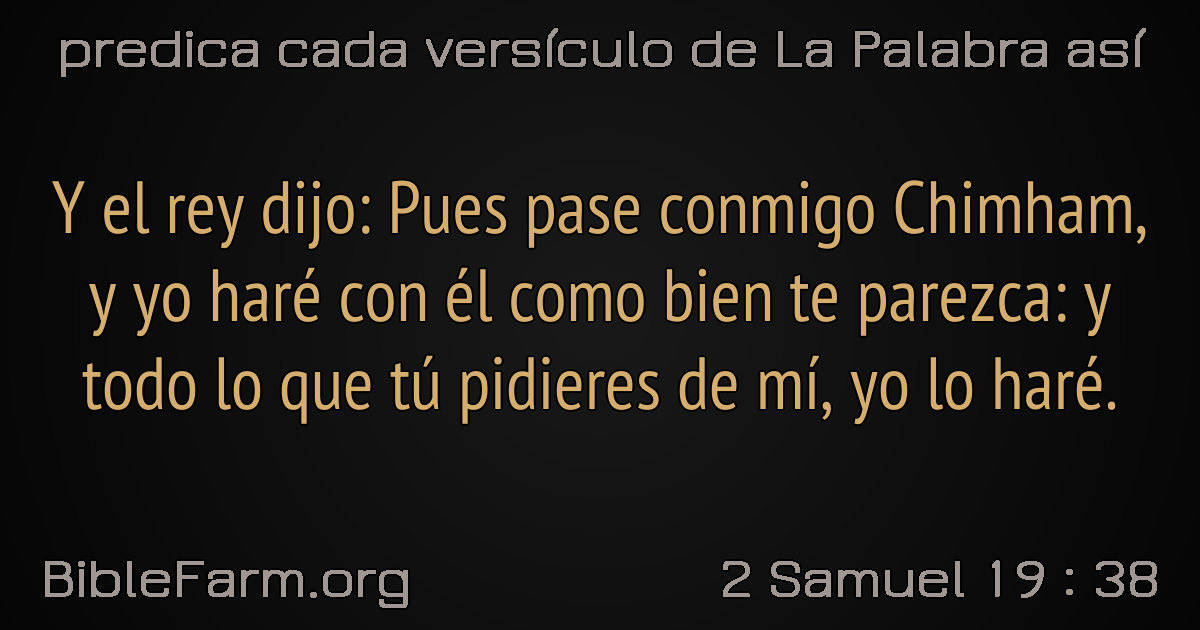 predica cada versículo de La Palabra así
Y el rey dijo: Pues pase conmigo Chimham,
y yo haré con él como bien te parezca: y
todo lo que tú pidieres de mí, yo lo haré.
BibleFarm.org
2 Samuel 19 : 38